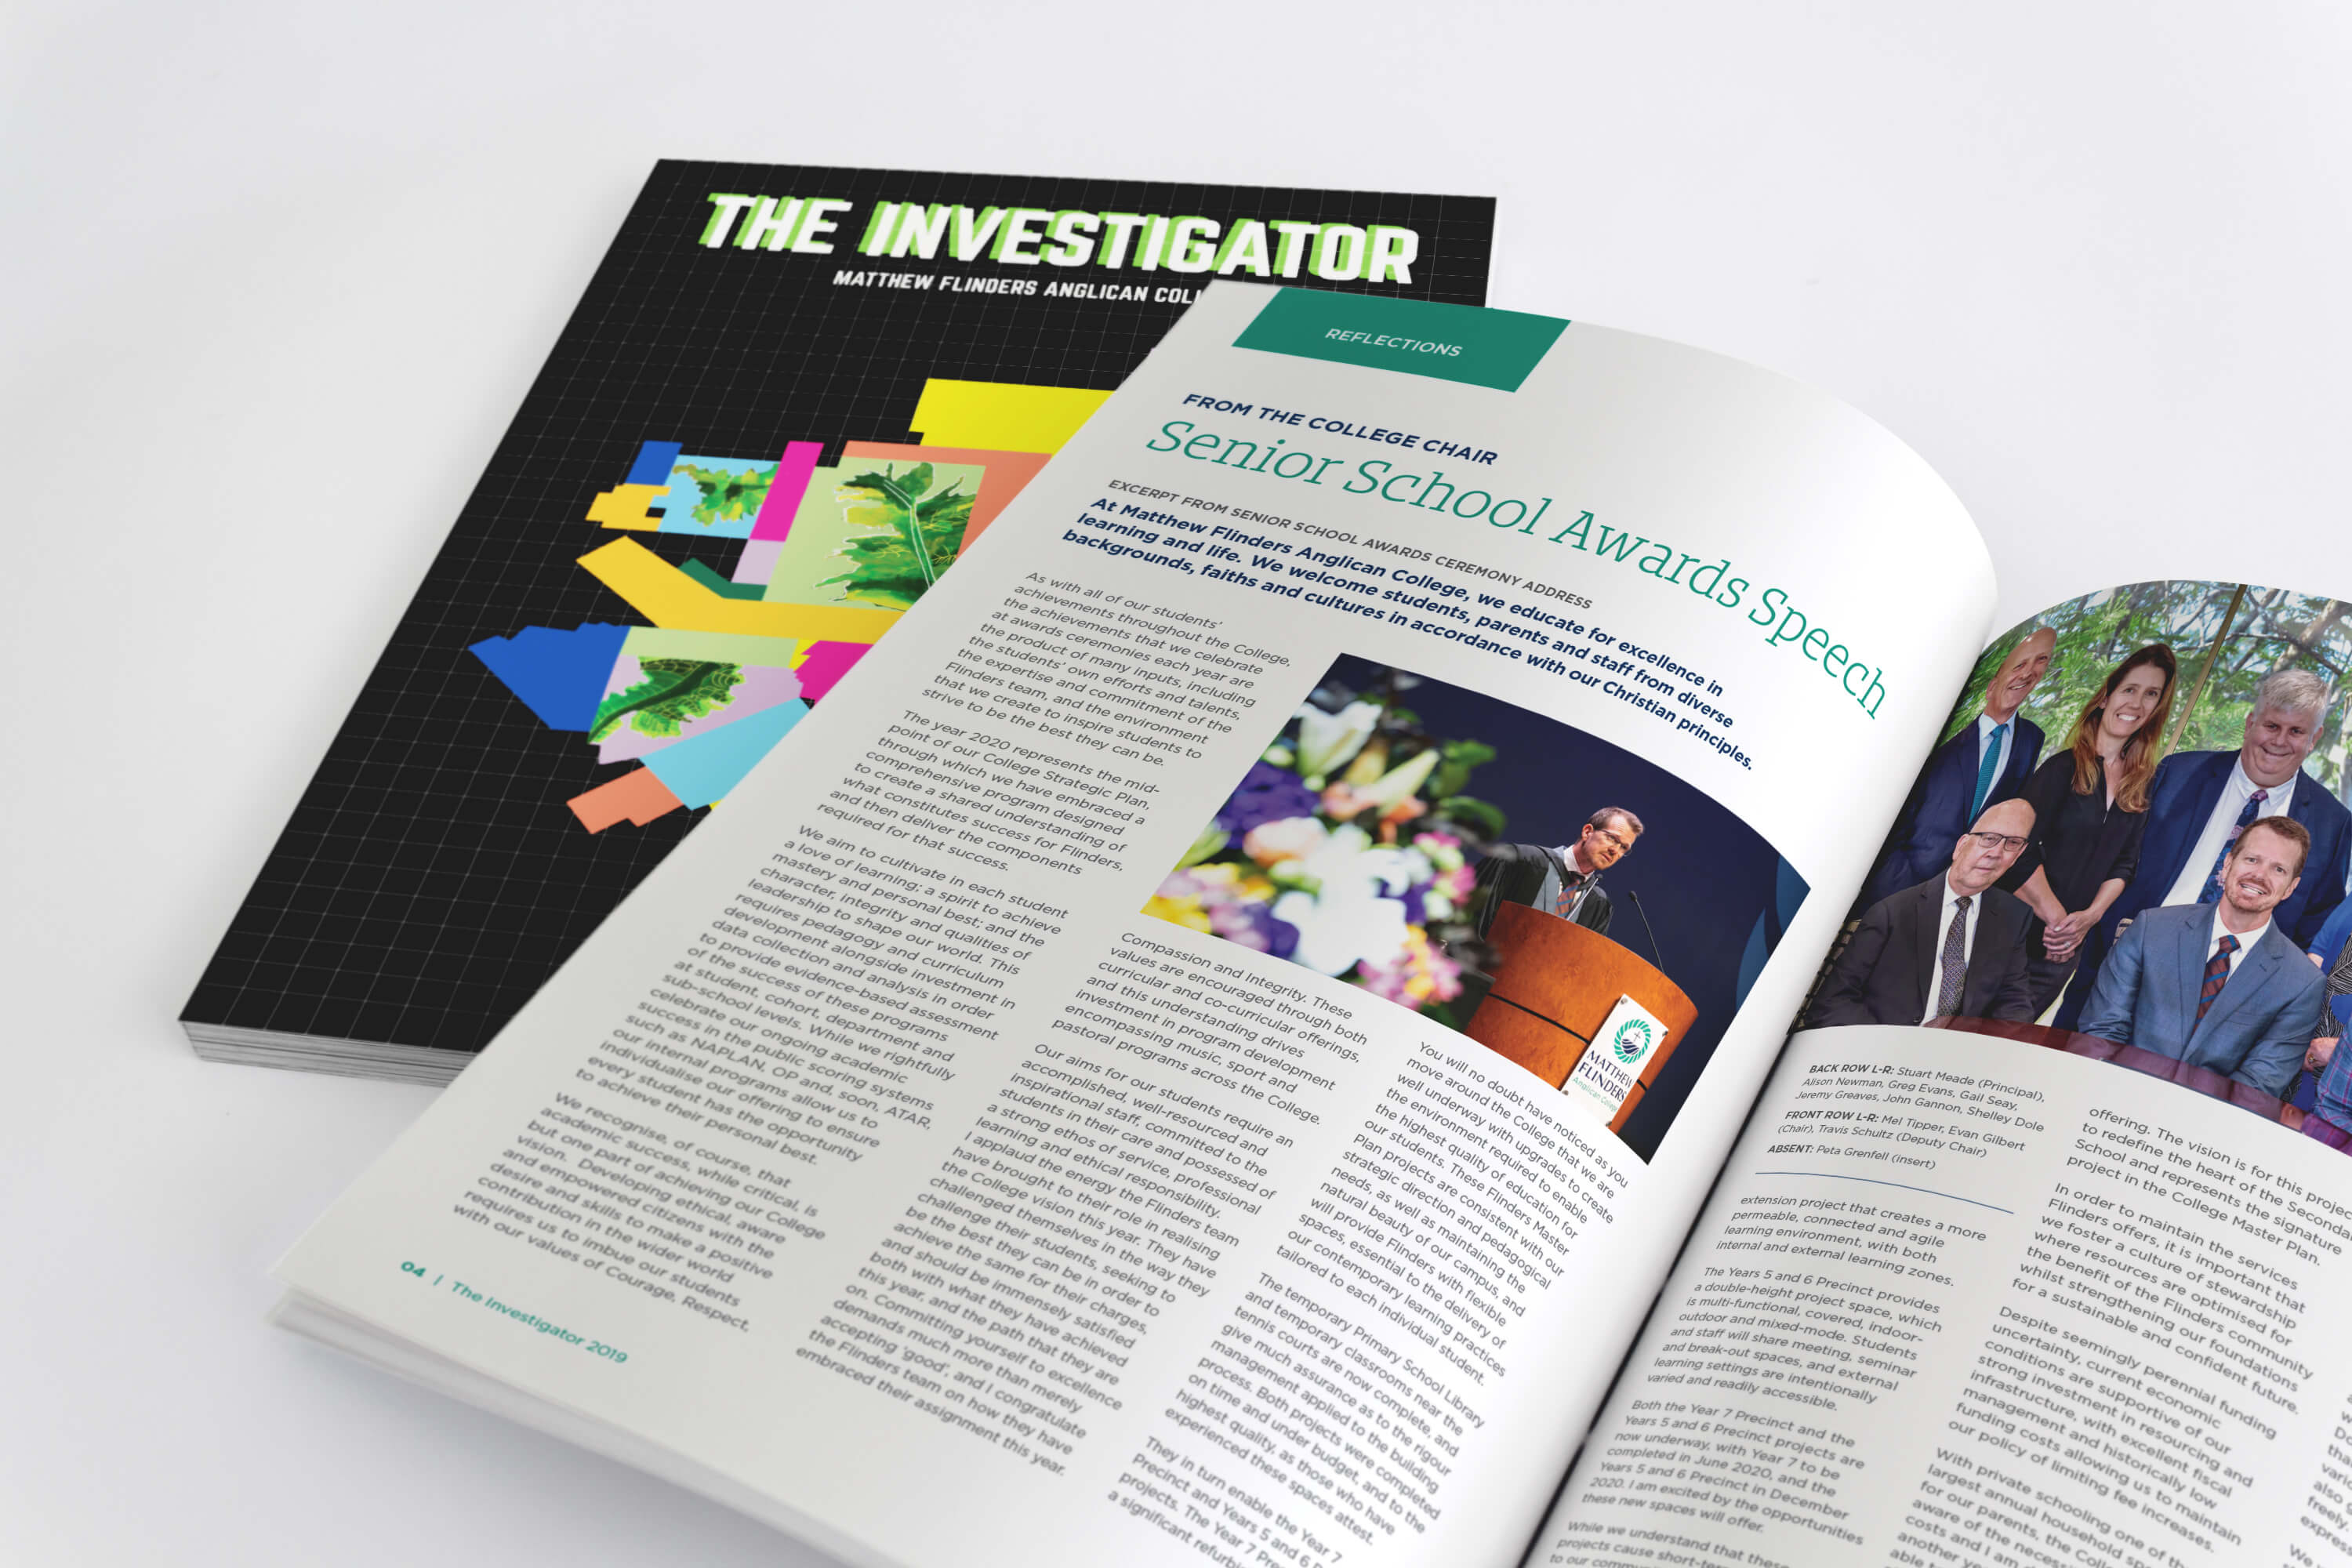 THE INVESTIGATOR
MATTHEW FLINDERS ANGLICAN
REFLECTIONS
FROM THE COLLEGE CHAIR
Senior School Awards Speech
EXCERPT FROM SENIOR SCHOOL AWARDS CEREMONY ADDRESS
At Matthew Flinders Anglican College, we educate for excellence in
learning and life. We welcome students, parents and staff from diverse
backgrounds, faiths and cultures in accordance with our Christian principles.
As with all of our students'
achievements throughout the College,
the achievements that we celebrate
at awards ceremonies each year are
the product of many inputs, including
the students' own efforts and talents,
the expertise and commitment of the
Flinders team, and the environment
that we create to inspire students to
strive to be the best they can be.
The year 2020 represents the mid-
point of our College Strategic Plan,
through which we have embraced a
comprehensive program designed
to create a shared understanding of
what constitutes success for Flinders,
and then deliver the components
required for that success.
We aim to cultivate in each student
a love of learning; a spirit to achieve
mastery and personal best; and the
character, integrity and qualities of
leadership to shape our world. This
requires pedagogy and curriculum
development alongside investment in
data collection and analysis in order
to provide evidence-based assessment
of the success of these programs
at student, cohort, department and
sub-school levels. While we rightfully
celebrate our ongoing academic
success in the public scoring systems
such as NAPLAN, OP and, soon, ATAR,
our internal programs allow us to
individualise our offering to ensure
every student has the opportunity
to achieve their personal best.
We recognise, of course, that
academic success, while critical, is
but one part of achieving our College
vision. Developing ethical, aware
and empowered citizens with the
desire and skills to make a positive
contribution in the wider world
requires us to imbue our students
with our values of Courage, Respect,
Compassion and Integrity. These
values are encouraged through both
curricular and co-curricular offerings,
and this understanding drives
investment in program development
encompassing music, sport and
pastoral programs across the College.
Our aims for our students require an
accomplished, well-resourced and
inspirational staff, committed to the
students in their care and possessed of
a strong ethos of service, professional
learning and ethical responsibility.
I applaud the energy the Flinders team
have brought to their role in realising
the College vision this year. They have
challenged themselves in the way they
challenge their students, seeking to
be the best they can be in order to
achieve the same for their charges,
and should be immensely satisfied
both with what they have achieved
this year, and the path that they are
on. Committing yourself to excellence
demands much more than merely
accepting 'good', and I congratulate
the Flinders team on how they have
embraced their assignment this year.
MATTHEW
FLINDERS
Anglican College
You will no doubt have noticed as you
move around the College that we are
well underway with upgrades to create
the environment required to enable
the highest quality of education for
our students. These Flinders Master
Plan projects are consistent with our
strategic direction and pedagogical
needs, as well as maintaining the
natural beauty of our campus, and
will provide Flinders with flexible
spaces, essential to the delivery of
our contemporary learning practices
tailored to each individual student.
The temporary Primary School Library
and temporary classrooms near the
tennis courts are now complete, and
give much assurance as to the rigour
management applied to the building
process. Both projects were completed
on time and under budget, and to the
highest quality, as those who have
experienced these spaces attest.
They in turn enable the Year 7
Precinct and Years 5 and 6
projects. The Year 7
a significant
04 | The Investigator 2019
BACK ROW L-R: Stuart Meade (Principal),
Alison Newman, Greg Evans, Gail Seay,
Jeremy Greaves, John Gannon, Shelley Dole
FRONT ROW L-R: Mel Tipper, Evan Gilbert
(Chair), Travis Schultz (Deputy Chair)
ABSENT: Peta Grenfell (insert)
extension project that creates a more
permeable, connected and agile
learning environment, with both
internal and external learning zones.
The Years 5 and 6 Precinct provides
a double-height project space, which
is multi-functional, covered, indoor-
outdoor and mixed-mode. Students
and staff will share meeting, seminar
and break-out spaces, and external
learning settings are intentionally
varied and readily accessible.
Both the Year 7 Precinct and the
Years 5 and 6 Precinct projects are
now underway, with Year 7 to be
completed in June 2020, and the
Years 5 and 6 Precinct in December
2020. I am excited by the opportunities
these new spaces will offer.
While we understand that these
projects cause
to our
offering. The vision is for this
to redefine the heart of the
School and represents the signature
project in the College Master Plan.
In order to maintain the services
Flinders offers, it is important that
we foster a culture of stewardship
where resources are optimised for
the benefit of the Flinders community
whilst strengthening our foundations
for a sustainable and confident future.
Despite seemingly perennial funding
uncertainty, current economic
conditions are supportive of our
strong investment in resourcing and
infrastructure, with excellent fiscal
management and historically low
funding costs allowing us to maintain
our policy of limiting fee increases.
With private schooling one of
largest annual household
for our parents, the
aware of the
costs and I am
another
able
also
freely.